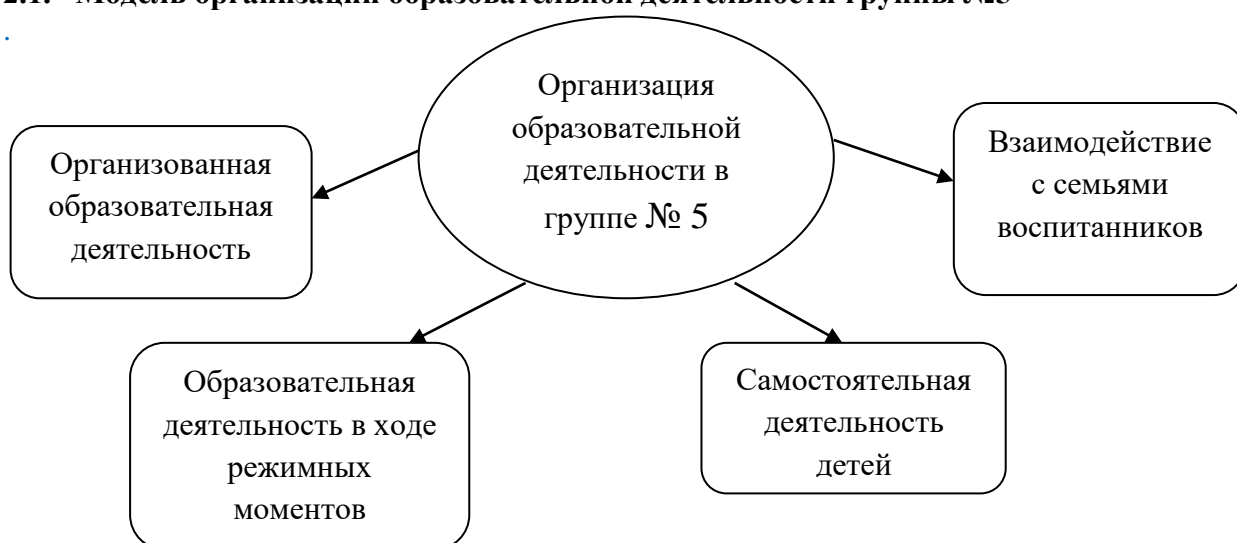 2.1. Модель организации образовательной деятельности группы №5
Организация
образовательной
деятельности в
группе № 5
Организованная
образовательная
деятельность
Взаимодействие
с семьями
воспитанников
Образовательная
деятельность в ходе
режимных
моментов
Самостоятельная
деятельность
детей